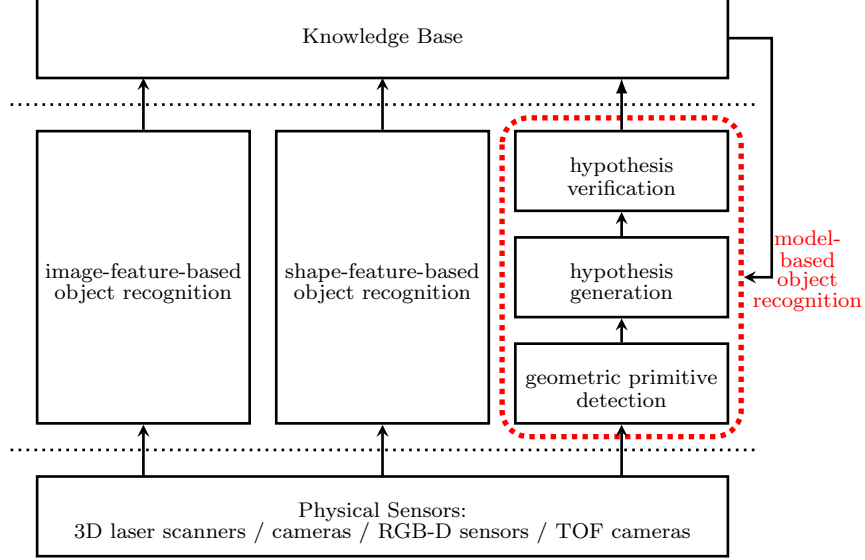 Knowledge Base
image-feature-based
object recognition
shape-feature-based
object recognition
hypothesis
verification
hypothesis
generation
geometric primitive
detection
model-
based
object
recognition
Physical Sensors:
3D laser scanners / cameras / RGB-D sensors / TOF cameras